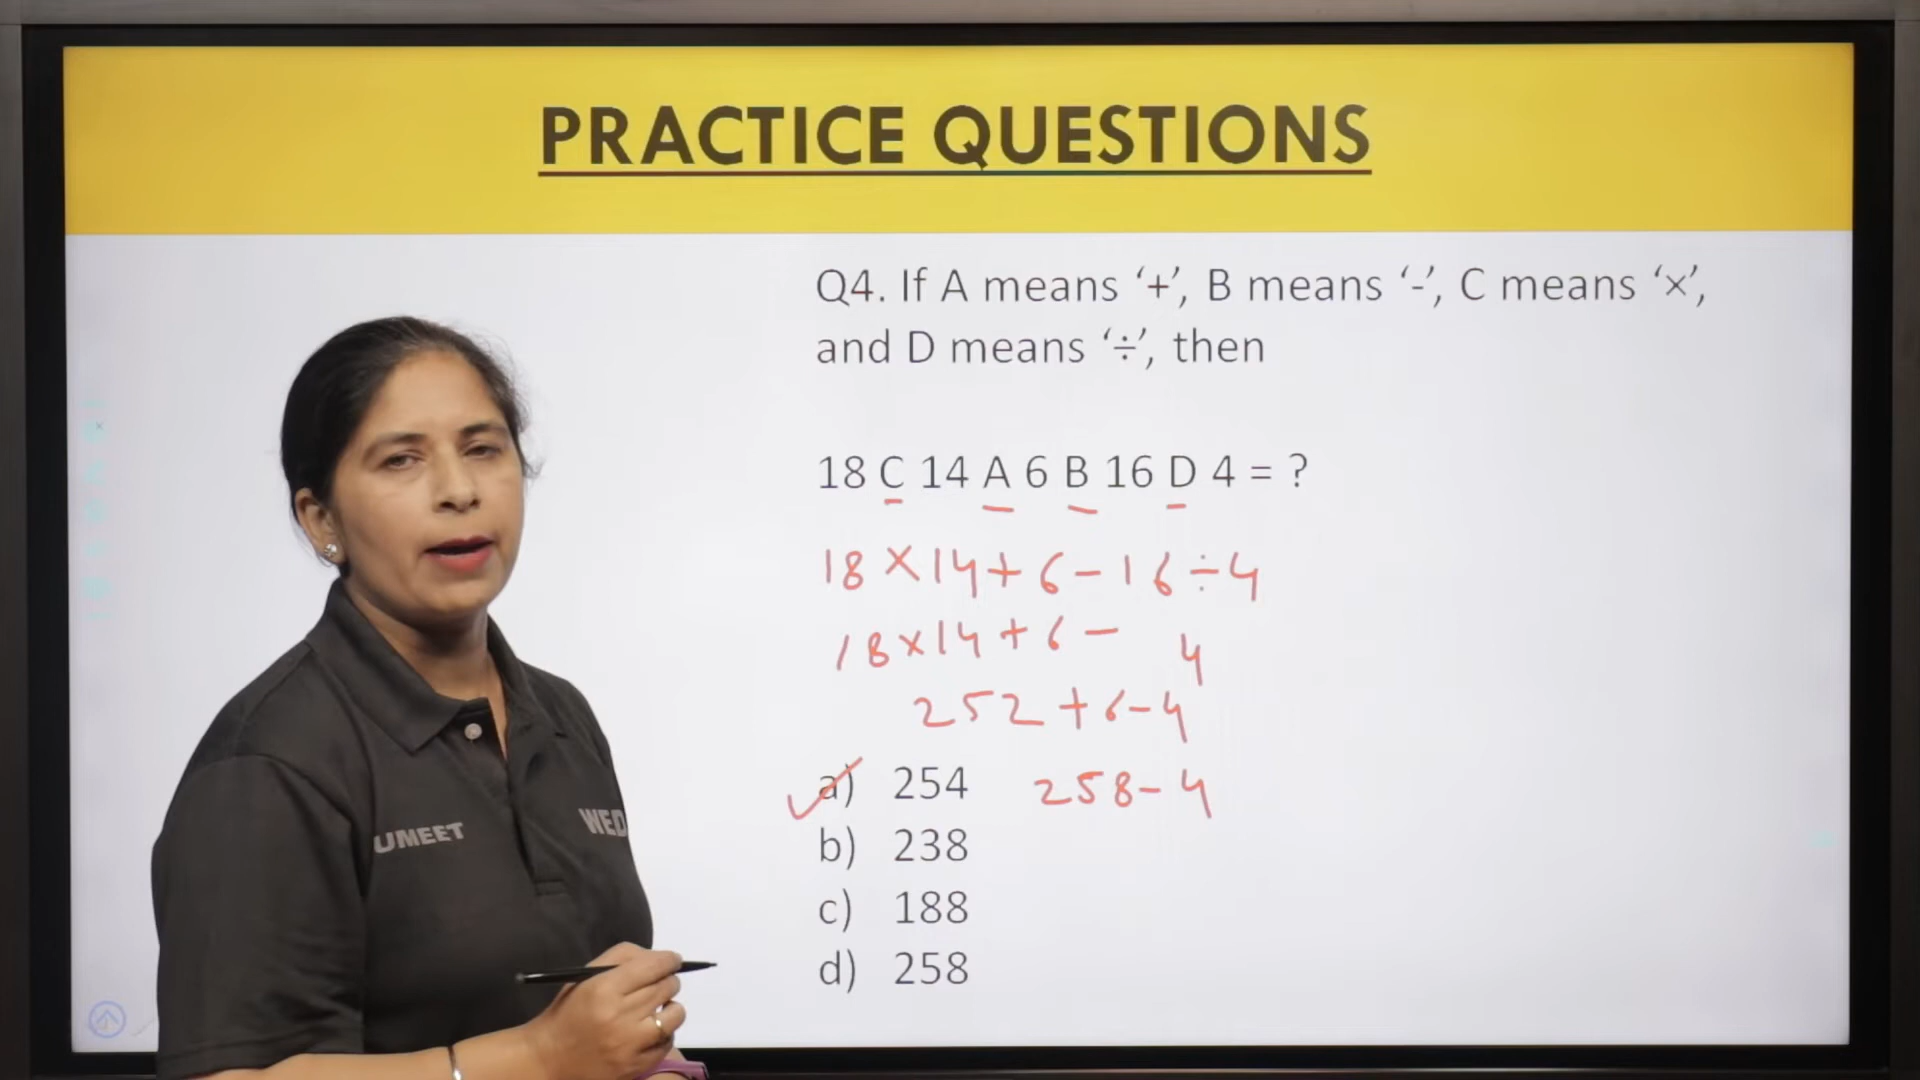 PRACTICE QUESTIONS
Q4. If A means ‘+’, B means ‘-’, C means ‘×’,
and D means ‘÷’, then
18 C 14 A 6 B 16 D 4 = ?
18 × 14 + 6 - 16 ÷ 4
18 × 14 + 6 - 4
252 + 6 - 4
a) 254
258 - 4
b) 238
c) 188
d) 258
UMEET
WED